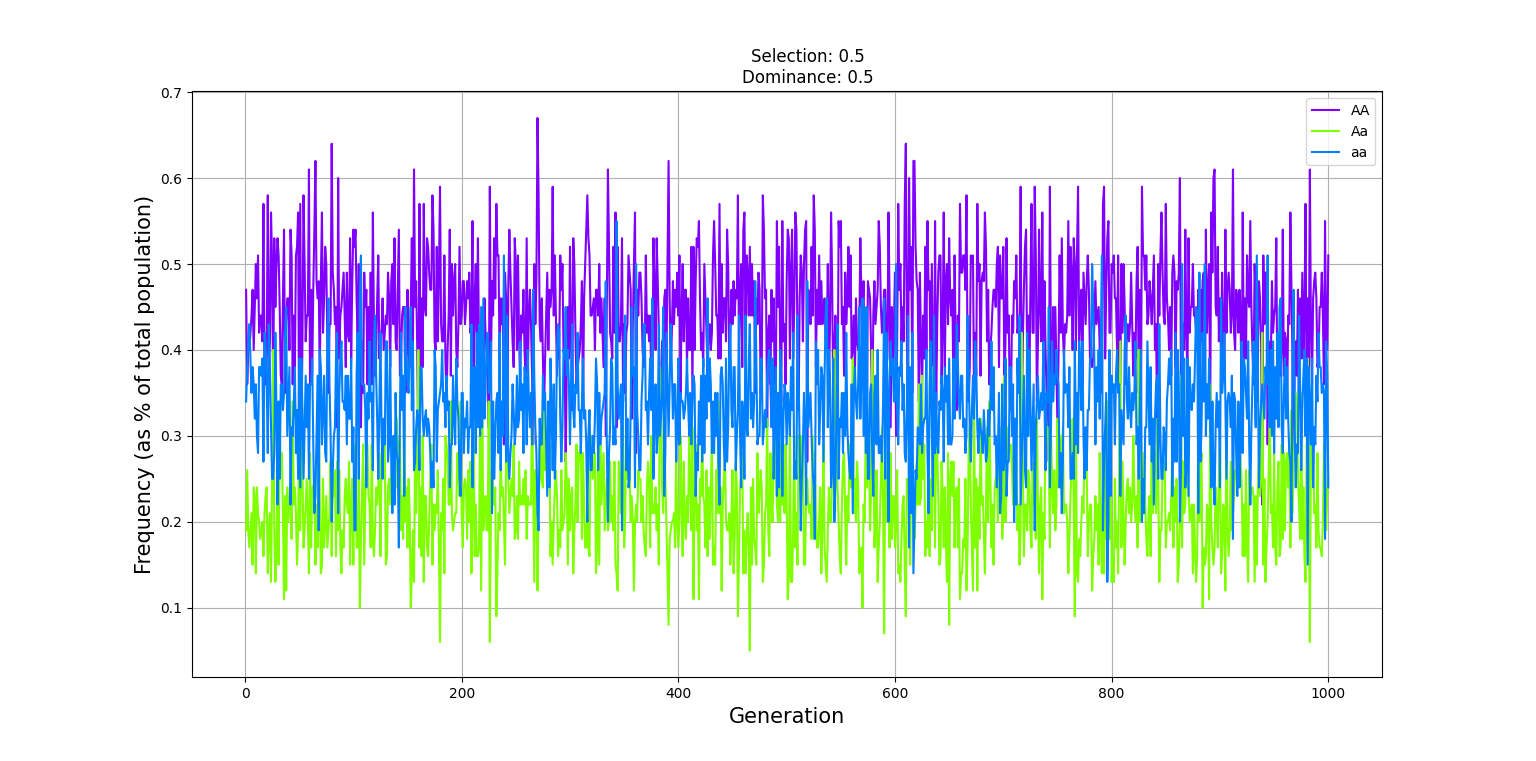 Selection: 0.5
Dominance: 0.5
Frequency (as % of total population)
0.7
0.6
0.5
0.4
0.3
0.2
0.1
AA
Aa
aa
0 200 400 600 800 1000
Generation